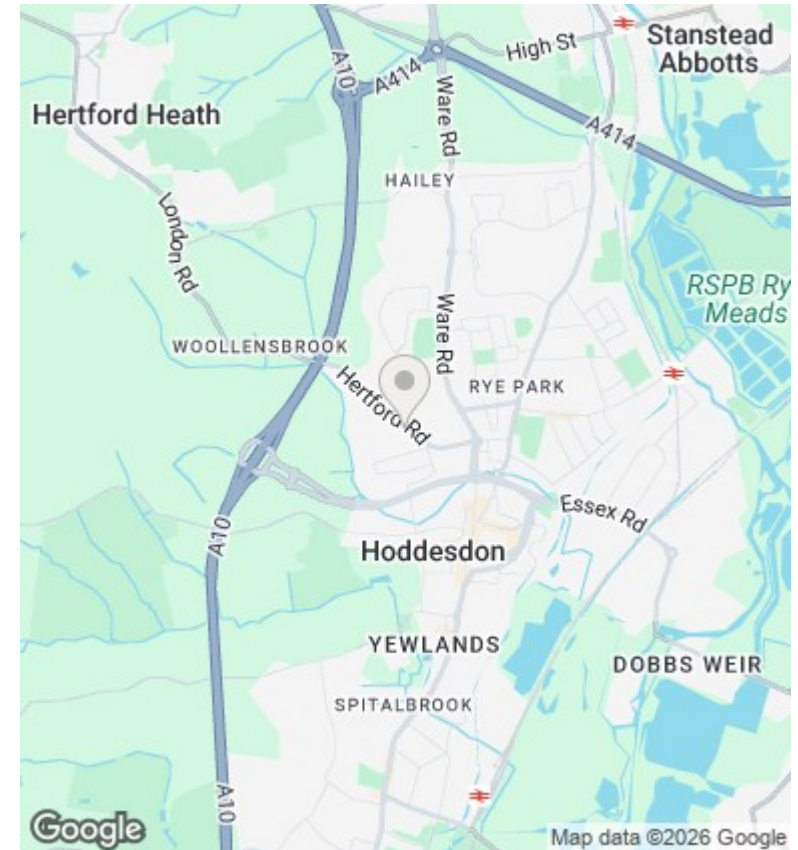 High St
Stanstead
Abbotts
A10
A414
Ware Rd
Hertford Heath
A414
HAILEY
London Rd
RSPB Ry
Meads
Ware Rd
WOOLLENSBROOK
Hertford Rd
RYE PARK
Essex Rd
A10
Hoddesdon
YEWLANDS
DOBBS WEIR
SPITALBROOK
A10
Google
Map data ©2026 Google